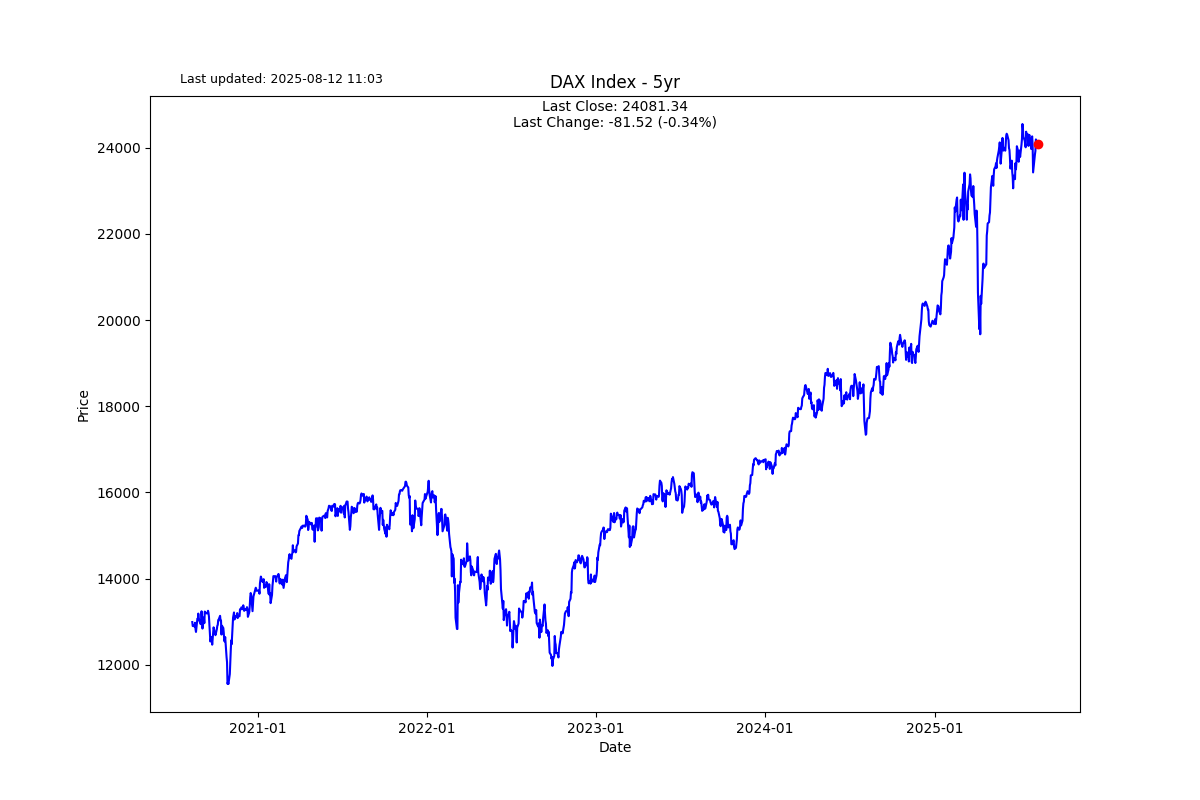 Last updated: 2025-08-12 11:03
DAX Index - 5yr
Last Close: 24081.34
Last Change: -81.52 (-0.34%)
24000
22000
20000
18000
16000
14000
12000
Price
2021-01
2022-01
2023-01
2024-01
2025-01
Date